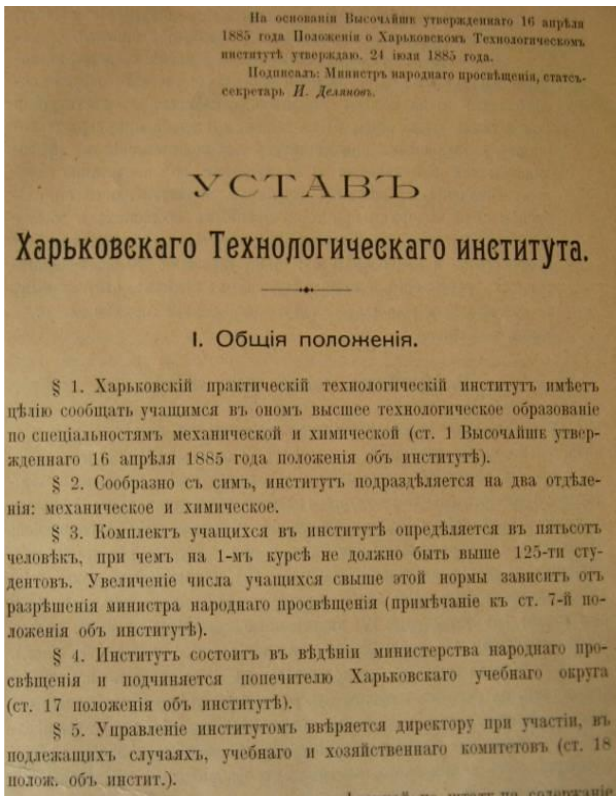 На основаніи Высочайше утвержденнаго 16 апрѣля
1885 года Положенія о Харьковскомъ Технологическомъ
институтѣ утверждаю. 24 іюля 1885 года.
Подписалъ: Министръ народнаго просвѣщенія, статсъ-
секретарь И. Деляновъ.
УСТАВЪ
Харьковскаго Технологическаго института.
I. Общія положенія.
§ 1. Харьковскій практическій технологическій институтъ имѣетъ
цѣлію сообщать учащимся въ ономъ высшее технологическое образованіе
по спеціальностямъ механической и химической (ст. 1 Высочайше утвер-
жденнаго 16 апрѣля 1885 года положенія объ институтѣ).
§ 2. Сообразно съ симъ, институтъ подраздѣляется на два отдѣле-
нія: механическое и химическое.
§ 3. Комплектъ учащихся въ институтѣ опредѣляется въ пятьсотъ
человѣкъ, при чемъ на 1-мъ курсѣ не должно быть выше 125-ти сту-
дентовъ. Увеличеніе числа учащихся свыше этой нормы зависитъ отъ
разрѣшенія министра народнаго просвѣщенія (примѣчаніе къ ст. 7-й по-
ложенія объ институтѣ).
§ 4. Институтъ состоитъ въ вѣдѣніи министерства народнаго про-
свѣщенія и подчиняется попечителю Харьковскаго учебнаго округа
(ст. 17 положенія объ институтѣ).
§ 5. Управленіе институтомъ ввѣряется директору при участіи, въ
подлежащихъ случаяхъ, учебнаго и хозяйственнаго комитетовъ (ст. 18
полож. объ инстит.).
по штату на содержаніе